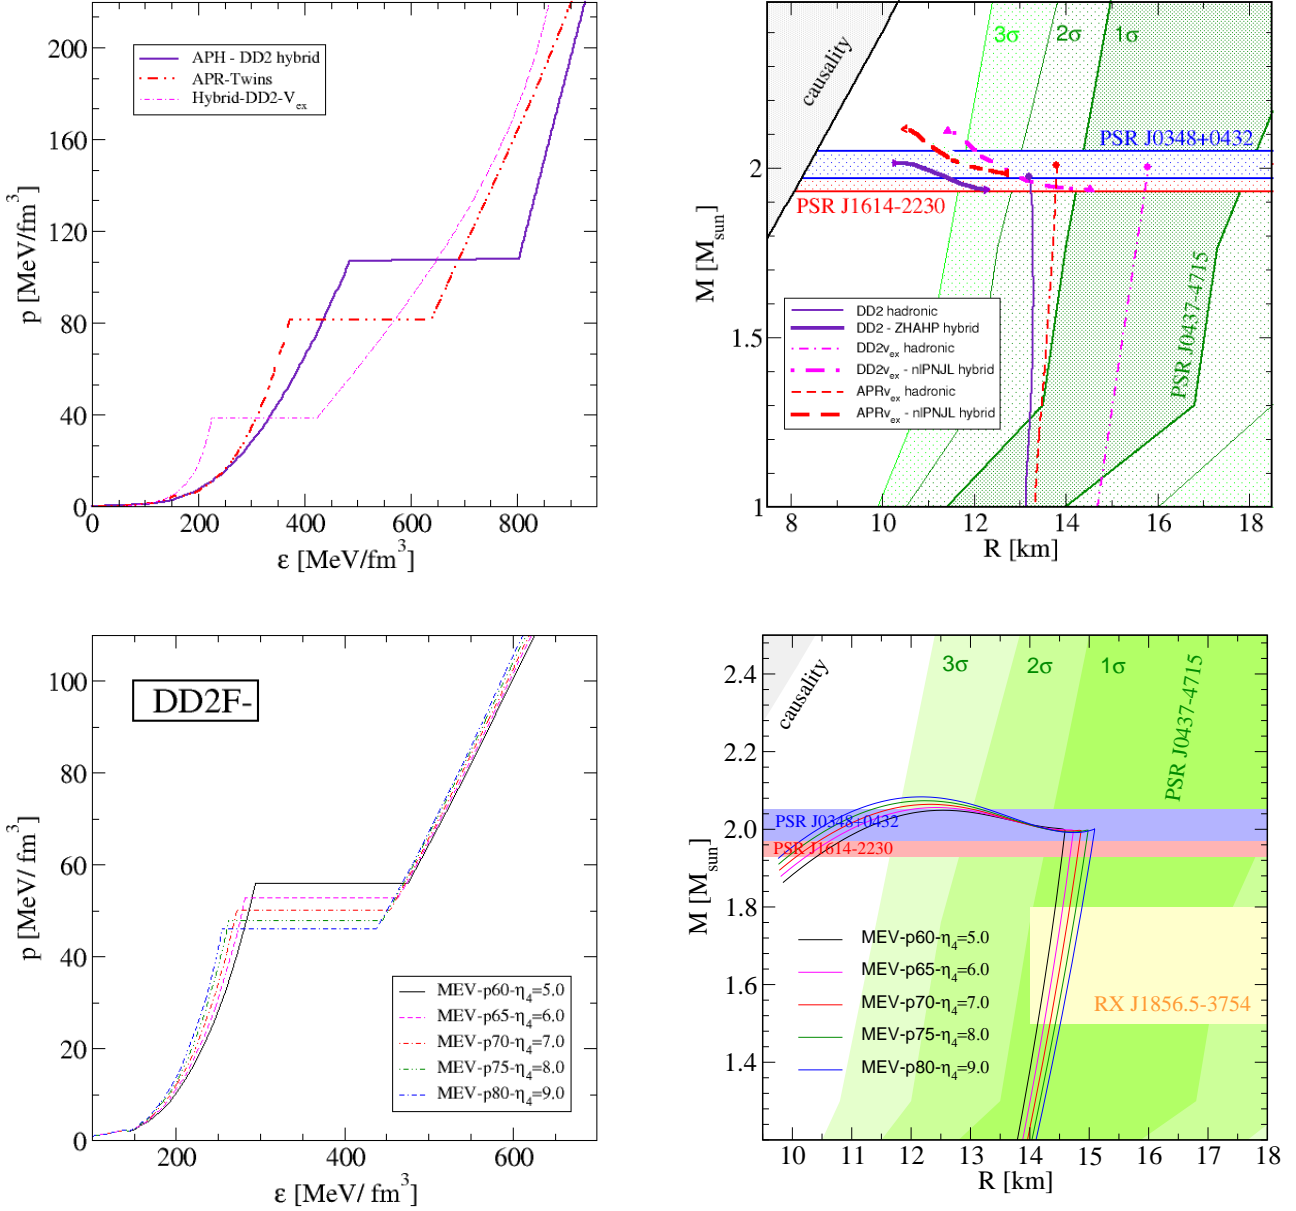 220
200
160
120
80
40
0
p [MeV/fm³]
APH - DD2 hybrid
APR-Twins
Hybrid-DD2-Vex
0
200
400
600
800
ε [MeV/fm³]
2
1.5
1
M [Msun]
causality
3σ
2σ
1σ
PSR J0348+0432
PSR J1614-2230
PSR J0437-4715
DD2 hadronic
DD2 - ZHAHP hybrid
DD2vex hadronic
DD2vex - nlPNJL hybrid
APRvex hadronic
APRvex - nlPNJL hybrid
8
10
12
14
16
18
R [km]
100
80
60
40
20
0
p [MeV/ fm³]
DD2F-
MEV-p60-η4=5.0
MEV-p65-η4=6.0
MEV-p70-η4=7.0
MEV-p75-η4=8.0
MEV-p80-η4=9.0
200
400
600
ε [MeV/ fm³]
2.4
2.2
2.0
1.8
1.6
1.4
M [Msun]
causality
3σ
2σ
1σ
PSR J0437-4715
PSR J0348+0432
PSR J1614-2230
RX J1856.5-3754
MEV-p60-η4=5.0
MEV-p65-η4=6.0
MEV-p70-η4=7.0
MEV-p75-η4=8.0
MEV-p80-η4=9.0
10
11
12
13
14
15
16
17
18
R [km]